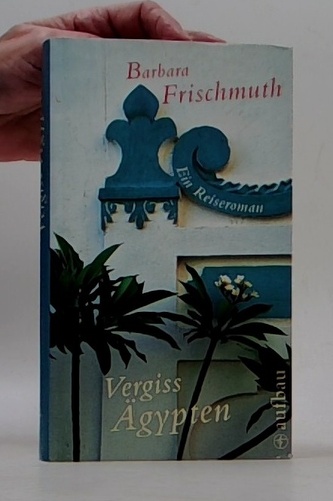 Barbara
Frischmuth
Ein Reiseroman
Vergiss
Ägypten
aufbau